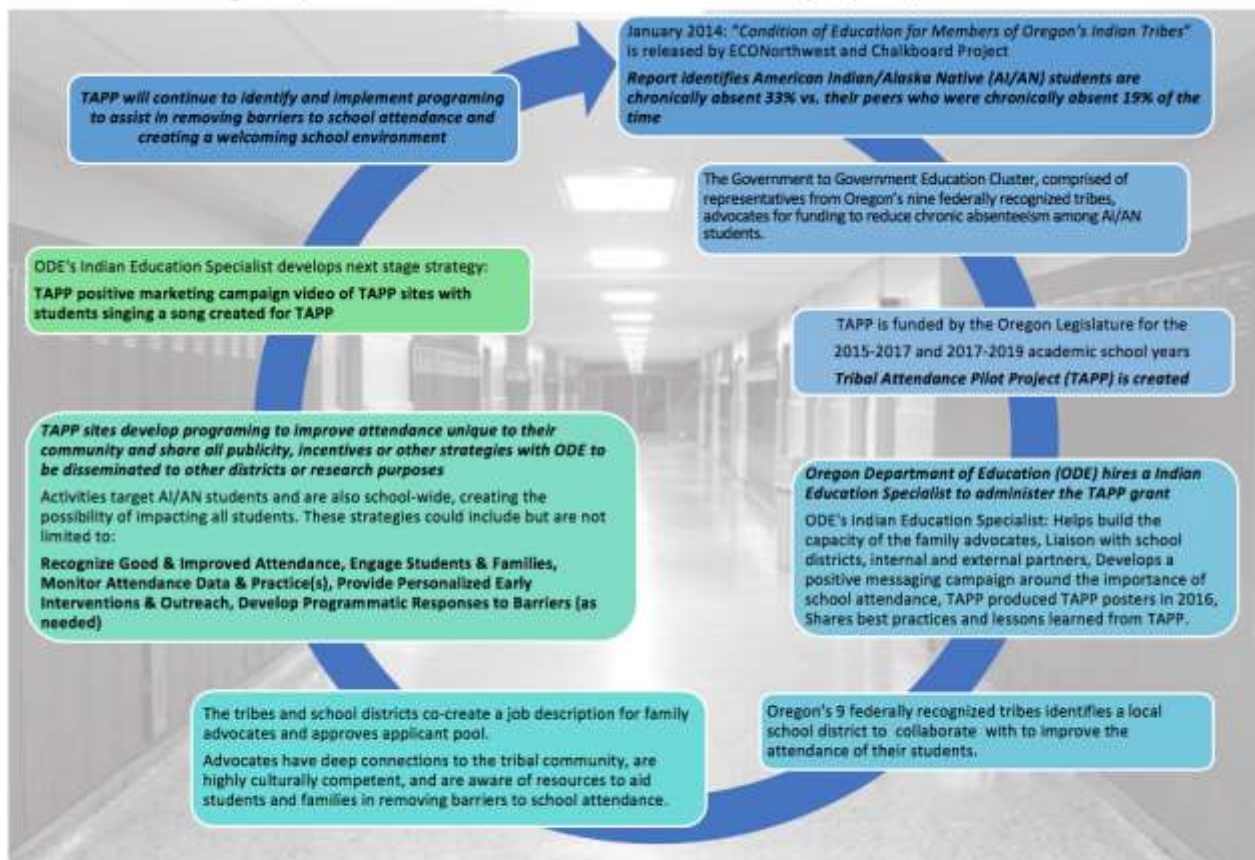 January 2014: "Condition of Education for Members of Oregon's Indian Tribes"
is released by ECONorthwest and Chalkboard Project
Report identifies American Indian/Alaska Native (AI/AN) students are
chronically absent 33% vs. their peers who were chronically absent 19% of the
time
The Government to Government Education Cluster, comprised of
representatives from Oregon's nine federally recognized tribes,
advocates for funding to reduce chronic absenteeism among AI/AN
students.
TAPP is funded by the Oregon Legislature for the
2015-2017 and 2017-2019 academic school years
Tribal Attendance Pilot Project (TAPP) is created
Oregon Departmant of Education (ODE) hires a Indian
Education Specialist to administer the TAPP grant
ODE's Indian Education Specialist: Helps build the
capacity of the family advocates, Liaison with school
districts, internal and external partners, Develops a
positive messaging campaign around the importance of
school attendance, TAPP produced TAPP posters in 2016,
Shares best practices and lessons learned from TAPP.
Oregon's 9 federally recognized tribes identifies a local
school district to collaborate with to improve the
attendance of their students.
The tribes and school districts co-create a job description for family
advocates and approves applicant pool.
Advocates have deep connections to the tribal community, are
highly culturally competent, and are aware of resources to aid
students and families in removing barriers to school attendance.
TAPP sites develop programing to improve attendance unique to their
community and share all publicity, incentives or other strategies with ODE to
be disseminated to other districts or research purposes
Activities target AI/AN students and are also school-wide, creating the
possibility of impacting all students. These strategies could include but are not
limited to:
Recognize Good & Improved Attendance, Engage Students & Families,
Monitor Attendance Data & Practice(s), Provide Personalized Early
Interventions & Outreach, Develop Programmatic Responses to Barriers (as
needed)
ODE's Indian Education Specialist develops next stage strategy:
TAPP positive marketing campaign video of TAPP sites with
students singing a song created for TAPP
TAPP will continue to identify and implement programing
to assist in removing barriers to school attendance and
creating a welcoming school environment